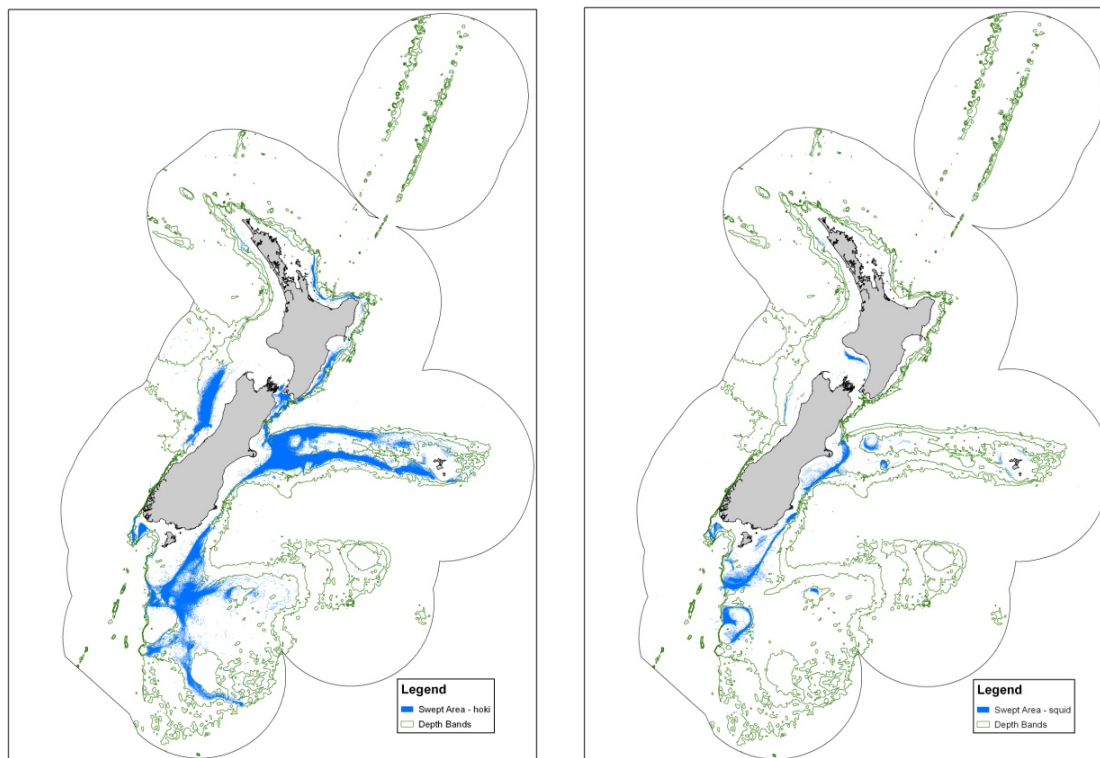 Legend
Swept Area - hoki
Depth Bands
Legend
Swept Area - squid
Depth Bands